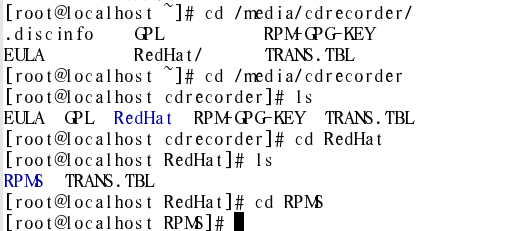 [root@localhost ~]# cd /media/cdrecorder/
.discinfo GPL RPM-GPG-KEY
EULA RedHat/ TRANS.TBL
[root@localhost ~]# cd /media/cdrecorder
[root@localhost cdrecorder]# ls
EULA GPL RedHat RPM-GPG-KEY TRANS.TBL
[root@localhost cdrecorder]# cd RedHat
[root@localhost RedHat]# ls
RPMS TRANS.TBL
[root@localhost RedHat]# cd RPMS
[root@localhost RPMS]#